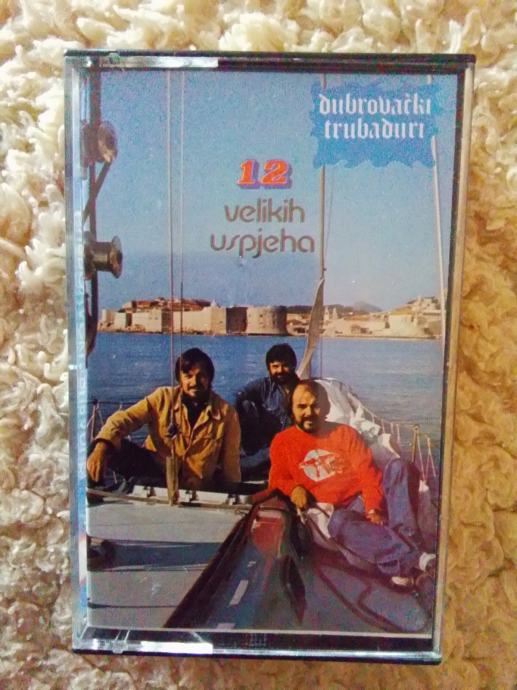 dubrovački
trubaduri
12
velikih
uspjeha